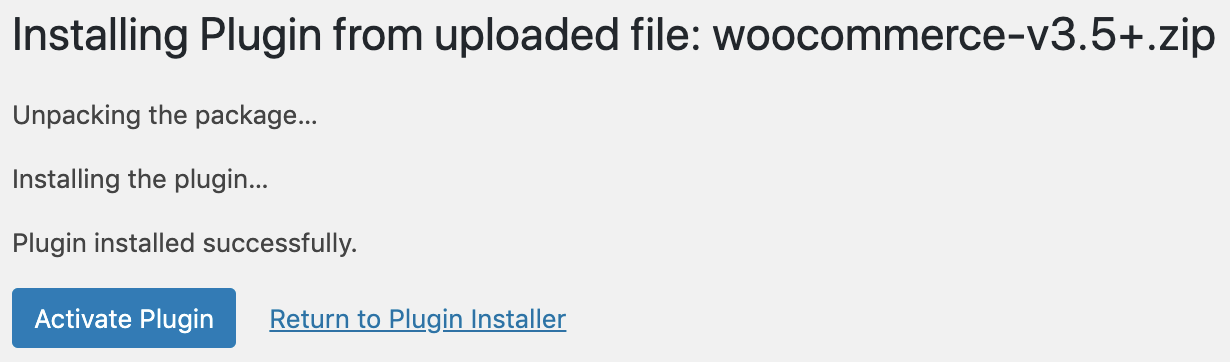 Installing Plugin from uploaded file: woocommerce-v3.5+.zip
Unpacking the package...
Installing the plugin...
Plugin installed successfully.
Activate Plugin Return to Plugin Installer